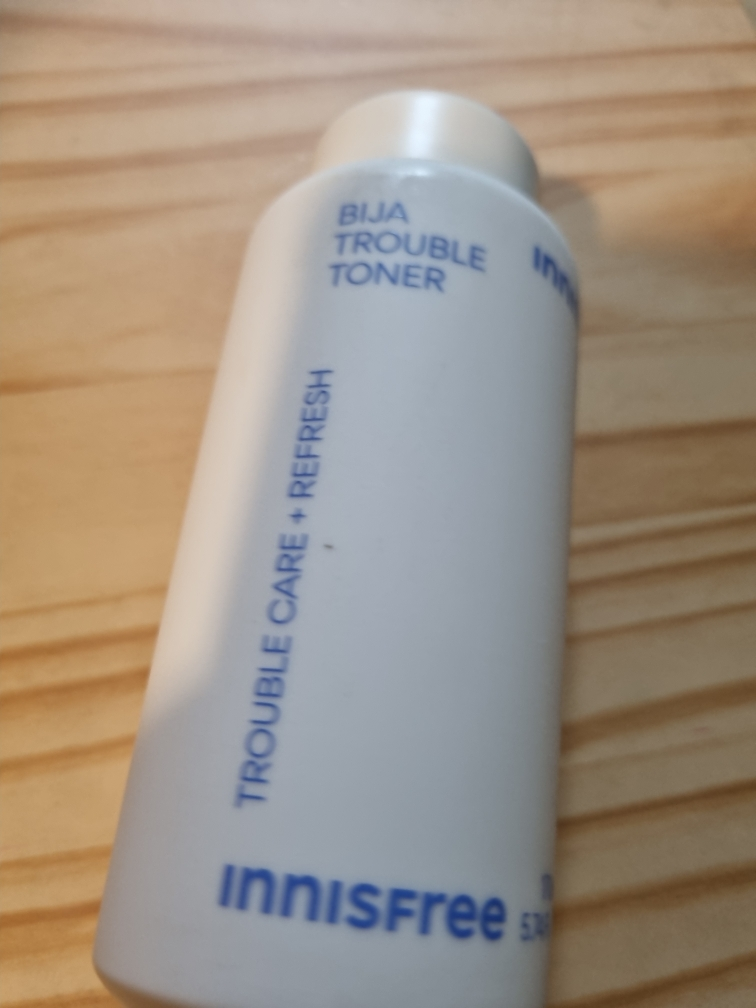 BIJA
TROUBLE
TONER
TROUBLE CARE + REFRESH
INNISFree